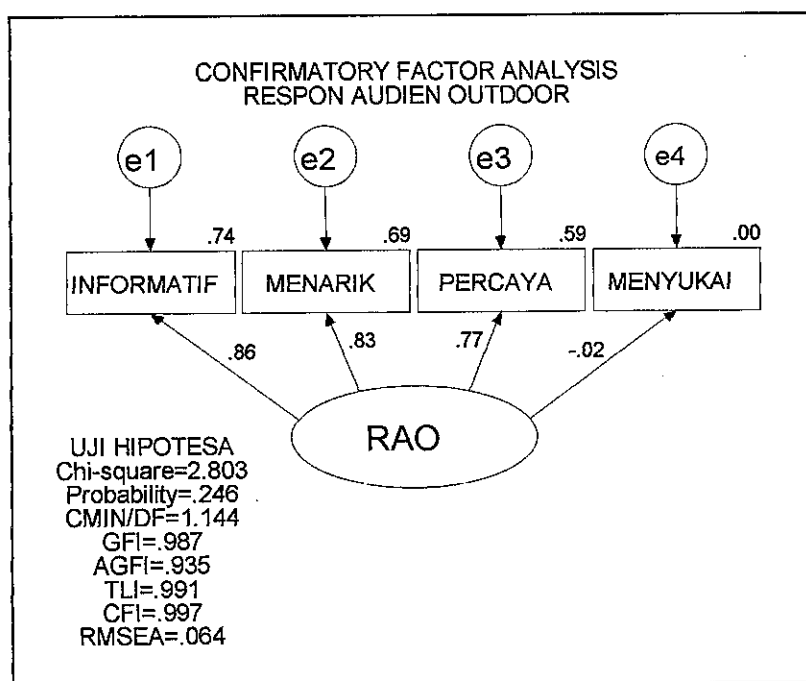 CONFIRMATORY FACTOR ANALYSIS
RESPON AUDIEN OUTDOOR
e1 e2 e3 e4
.74 .69 .59 .00
INFORMATIF MENARIK PERCAYA MENYUKAI
.86 .83 .77 -.02
RAO
UJI HIPOTESA
Chi-square=2.803
Probability=.246
CMIN/DF=1.144
GFI=.987
AGFI=.935
TLI=.991
CFI=.997
RMSEA=.064